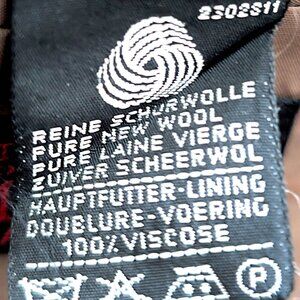 2302811
REINE SCHURWOLLE
PURE NEW WOOL
PURE LAINE VIERGE
ZUIVER SCHEERWOL
HAUPTFUTTER-LINING
DOUBLURE-VOERING
100/VISCOSE
P